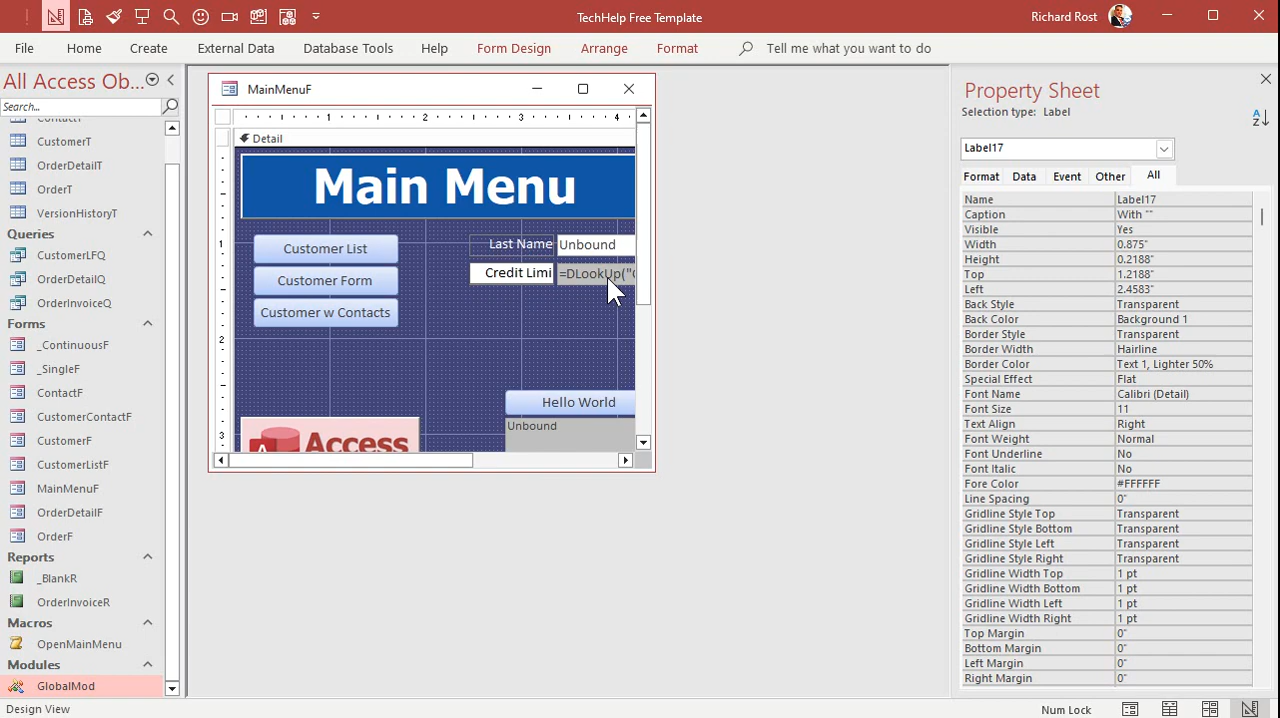 TechHelp Free Template
Richard Rost
File Home Create External Data Database Tools Help Form Design Arrange Format Tell me what you want to do
All Access Ob...
Search...
CustomerT
OrderDetailT
OrderT
VersionHistoryT
Queries
CustomerLFQ
OrderDetailQ
OrderInvoiceQ
Forms
_ContinuousF
_SingleF
ContactF
CustomerContactF
CustomerF
CustomerListF
MainMenuF
OrderDetailF
OrderF
Reports
_BlankR
OrderInvoiceR
Macros
OpenMainMenu
Modules
GlobalMod
Design View
MainMenuF
1 2 3 4
Detail
Main Menu
1
Customer List
Last Name Unbound
Customer Form
Credit Limi =DLookUp("
Customer w Contacts
2
Hello World
Unbound
3
Access
Property Sheet
Selection type: Label
Label17
Format Data Event Other All
Name Label17
Caption With ""
Visible Yes
Width 0.875"
Height 0.2188"
Top 1.2188"
Left 2.4583"
Back Style Transparent
Back Color Background 1
Border Style Transparent
Border Width Hairline
Border Color Text 1, Lighter 50%
Special Effect Flat
Font Name Calibri (Detail)
Font Size 11
Text Align Right
Font Weight Normal
Font Underline No
Font Italic No
Fore Color #FFFFFF
Line Spacing 0"
Gridline Style Top Transparent
Gridline Style Bottom Transparent
Gridline Style Left Transparent
Gridline Style Right Transparent
Gridline Width Top 1 pt
Gridline Width Bottom 1 pt
Gridline Width Left 1 pt
Gridline Width Right 1 pt
Top Margin 0"
Bottom Margin 0"
Left Margin 0"
Right Margin 0"
Num Lock